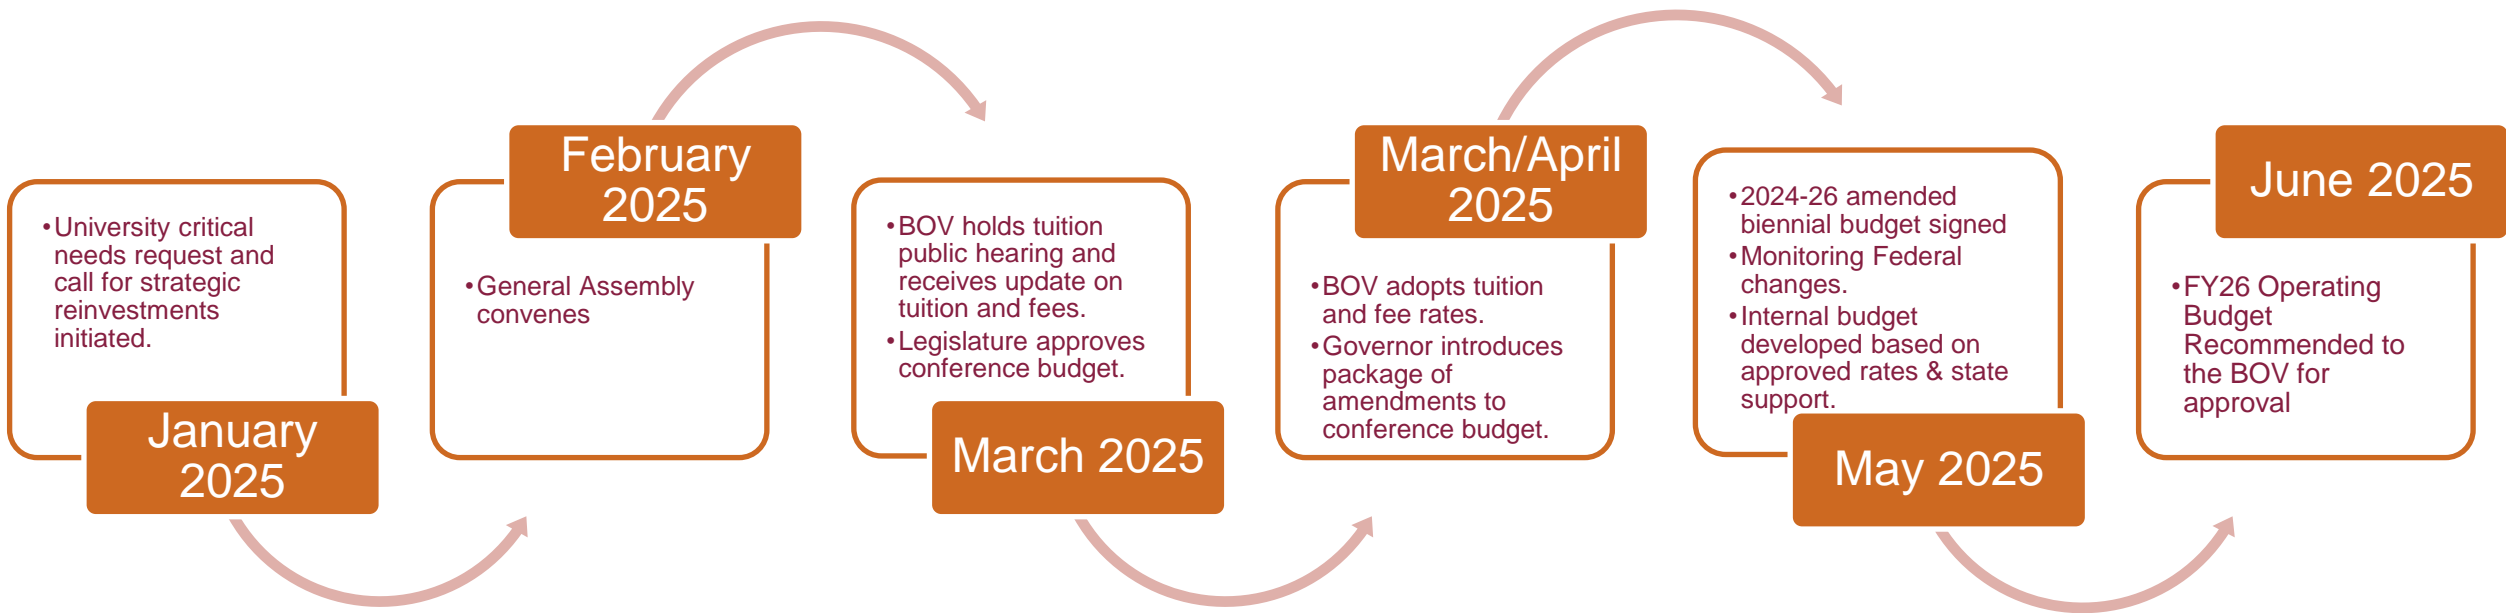 •University critical
needs request and
call for strategic
reinvestments
initiated.
January
2025
February
2025
•General Assembly
convenes
•BOV holds tuition
public hearing and
receives update on
tuition and fees.
•Legislature approves
conference budget.
March 2025
March/April
2025
•BOV adopts tuition
and fee rates.
•Governor introduces
package of
amendments to
conference budget.
•2024-26 amended
biennial budget signed
•Monitoring Federal
changes.
•Internal budget
developed based on
approved rates & state
support.
May 2025
June 2025
•FY26 Operating
Budget
Recommended to
the BOV for
approval